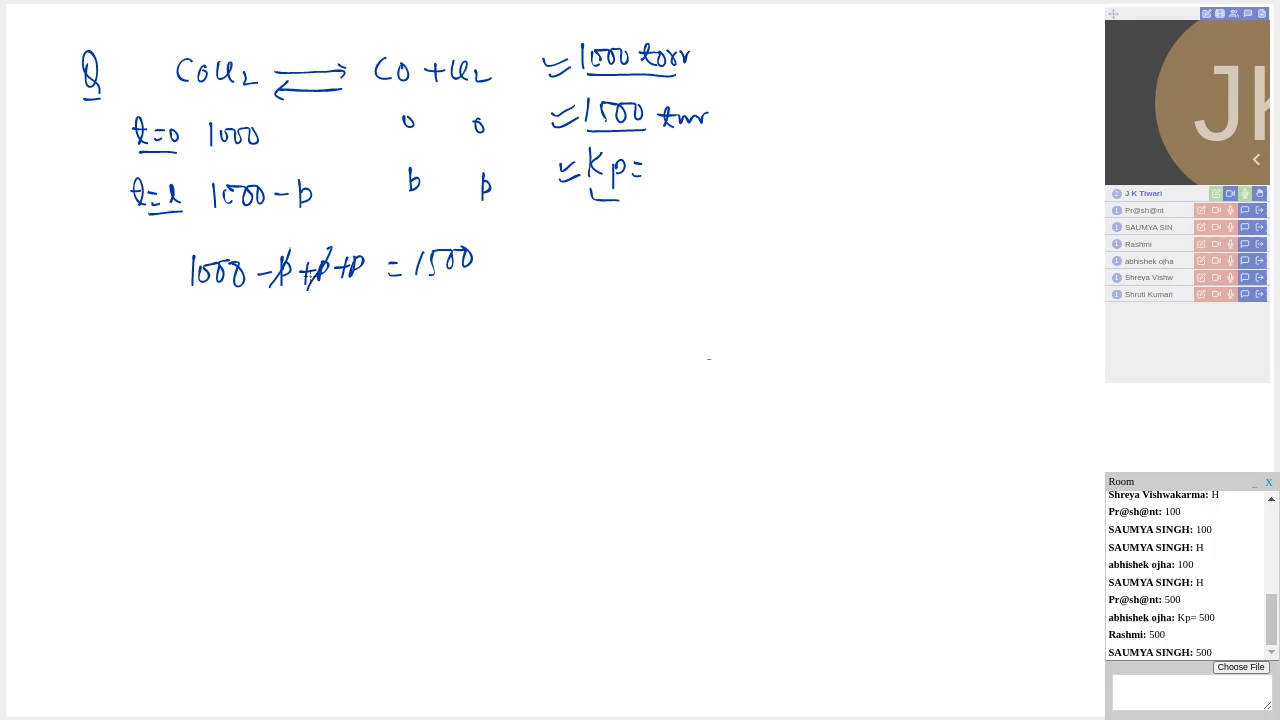 Q COCl2 ⇌ CO + Cl2 1000 torr
t=0 1000 0 0 1500 torr
t=t 1000 - p p p Kp=
1000 - p + p + p = 1500
JK
J K Tiwari
Pr@sh@nt
SAUMYA SIN
Rashmi
abhishek ojha
Shreya Vishw
Shruti Kumari
Room _ X
Shreya Vishwakarma: H
Pr@sh@nt: 100
SAUMYA SINGH: 100
SAUMYA SINGH: H
abhishek ojha: 100
SAUMYA SINGH: H
Pr@sh@nt: 500
abhishek ojha: Kp= 500
Rashmi: 500
SAUMYA SINGH: 500
Choose File